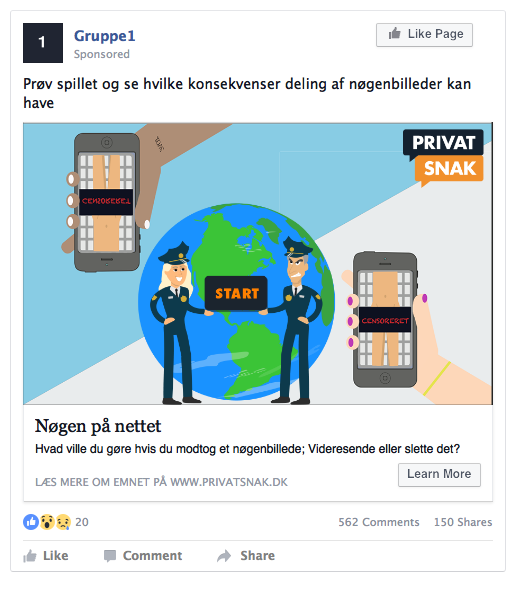 1
Gruppe1
Sponsored
Like Page
Prøv spillet og se hvilke konsekvenser deling af nøgenbilleder kan
have
PRIVAT
SNAK
CENSORERET
START
CENSORERET
Nøgen på nettet
Hvad ville du gøre hvis du modtog et nøgenbillede; Videresende eller slette det?
LÆS MERE OM EMNET PÅ WWW.PRIVATSNAK.DK
Learn More
20
562 Comments 150 Shares
Like Comment Share